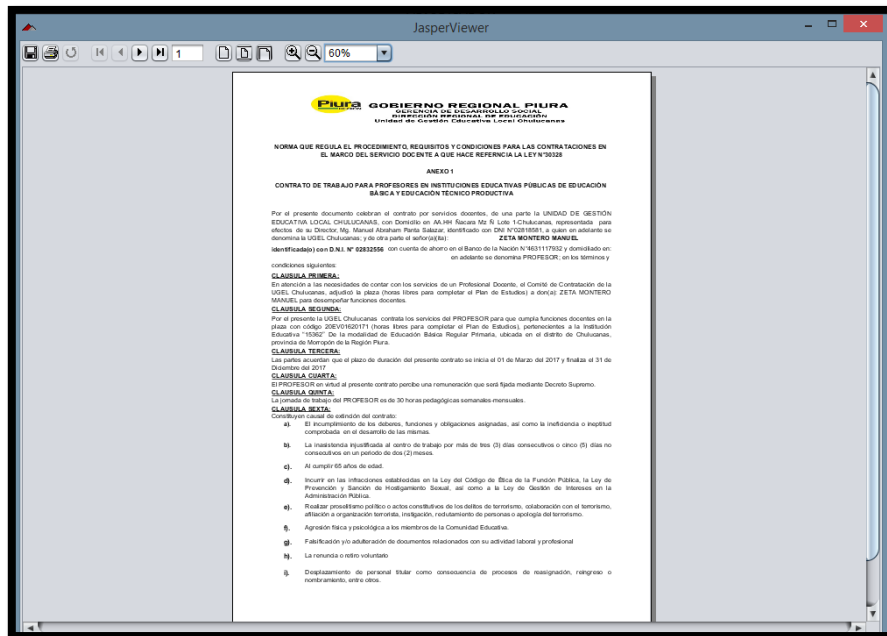 JasperViewer
1
60%
Piura
GOBIERNO REGIONAL PIURA
GERENCIA DE DESARROLLO SOCIAL
DIRECCIÓN REGIONAL DE EDUCACIÓN
Unidad de Gestión Educativa Local Chulucanas
NORMA QUE REGULA EL PROCEDIMIENTO, REQUISITOS Y CONDICIONES PARA LAS CONTRATACIONES EN
EL MARCO DEL SERVICIO DOCENTE A QUE HACE REFERNCIA LA LEY N°30328
ANEXO 1
CONTRATO DE TRABAJO PARA PROFESORES EN INSTITUCIONES EDUCATIVAS PÚBLICAS DE EDUCACIÓN
BÁSICA Y EDUCACIÓN TÉCNICO PRODUCTIVA
Por el presente documento celebran el contrato por servicios docentes, de una parte la UNIDAD DE GESTIÓN
EDUCATIVA LOCAL CHULUCANAS, con Domicilio en AA.HH Ñacara Mz Ñ Lote 1-Chulucanas, representada para
efectos de su Director, Mg. Manuel Abraham Panta Salazar, identificado con DNI N°02818581, a quien en adelante se
denomina la UGEL Chulucanas; y de otra parte el señor(a)(ita): ZETA MONTERO MANUEL
Identificada(o) con D.N.I. N° 02832556 con cuenta de ahorro en el Banco de la Nación N°4631117932 y domiciliado en:
en adelante se denomina PROFESOR; en los términos y
condiciones siguientes:
CLAUSULA PRIMERA:
En atención a las necesidades de contar con los servicios de un Profesional Docente, el Comité de Contratación de la
UGEL Chulucanas, adjudicó la plaza (horas libres para completar el Plan de Estudios) a don(a): ZETA MONTERO
MANUEL para desempeñar funciones docentes.
CLAUSULA SEGUNDA:
Por el presente la UGEL Chulucanas contrata los servicios del PROFESOR para que cumpla funciones docentes en la
plaza con código 20EV01620171 (horas libres para completar el Plan de Estudios), pertenecientes a la Institución
Educativa "15362" De la modalidad de Educación Básica Regular Primaria, ubicada en el distrito de Chulucanas,
provincia de Morropón de la Región Piura.
CLAUSULA TERCERA:
Las partes acuerdan que el plazo de duración del presente contrato se inicia el 01 de Marzo del 2017 y finaliza el 31 de
Diciembre del 2017
CLAUSULA CUARTA:
El PROFESOR en virtud al presente contrato percibe una remuneración que será fijada mediante Decreto Supremo.
CLAUSULA QUINTA:
La jornada de trabajo del PROFESOR es de 30 horas pedagógicas semanales-mensuales.
CLAUSULA SEXTA:
Constituyen causal de extinción del contrato:
a). El incumplimiento de los deberes, funciones y obligaciones asignadas, así como la ineficiencia o ineptitud
comprobada en el desarrollo de las mismas.
b). La inasistencia injustificada al centro de trabajo por más de tres (3) días consecutivos o cinco (5) días no
consecutivos en un periodo de dos (2) meses.
c). Al cumplir 65 años de edad.
d). Incurrir en las infracciones establecidas en la Ley del Código de Ética de la Función Pública, la Ley de
Prevención y Sanción de Hostigamiento Sexual, así como a la Ley de Gestión de Intereses en la
Administración Pública.
e). Realizar proselitismo político o actos constitutivos de los delitos de terrorismo, colaboración con el terrorismo,
afiliación a organización terrorista, instigación, reclutamiento de personas o apología del terrorismo.
f). Agresión física y psicológica a los miembros de la Comunidad Educativa.
g). Falsificación y/o adulteración de documentos relacionados con su actividad laboral y profesional
h). La renuncia o retiro voluntario
i). Desplazamiento de personal titular como consecuencia de procesos de reasignación, reingreso o
nombramiento, entre otros.